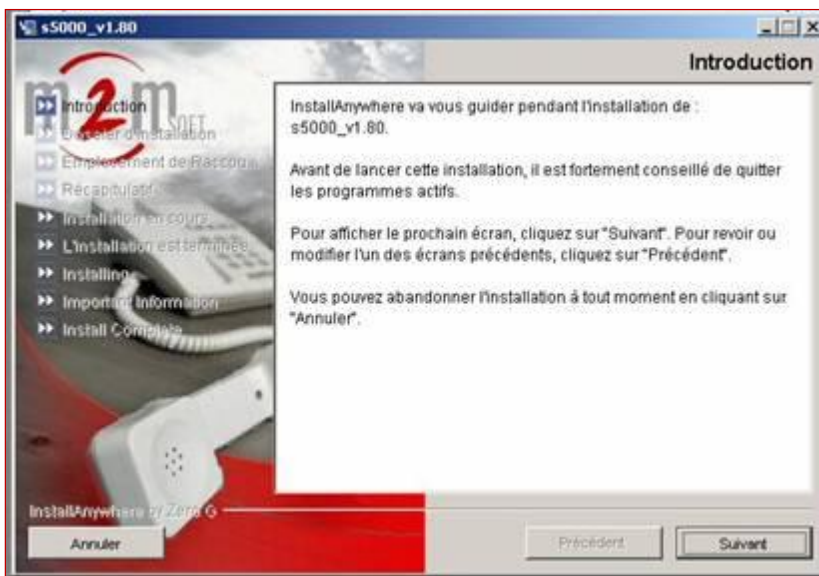 s5000_v1.80
Introduction
m2m
SOFT
Introduction
Dossier d'installation
Emplacement de Raccou...
Récapitulatif
Installation en cours...
L'installation est terminée
Installing...
Important Information
Install Complete
InstallAnywhere va vous guider pendant l'installation de :
s5000_v1.80.
Avant de lancer cette installation, il est fortement conseillé de quitter
les programmes actifs.
Pour afficher le prochain écran, cliquez sur "Suivant". Pour revoir ou
modifier l'un des écrans précédents, cliquez sur "Précédent".
Vous pouvez abandonner l'installation à tout moment en cliquant sur
"Annuler".
InstallAnywhere by Zero G
Annuler
Précédent
Suivant